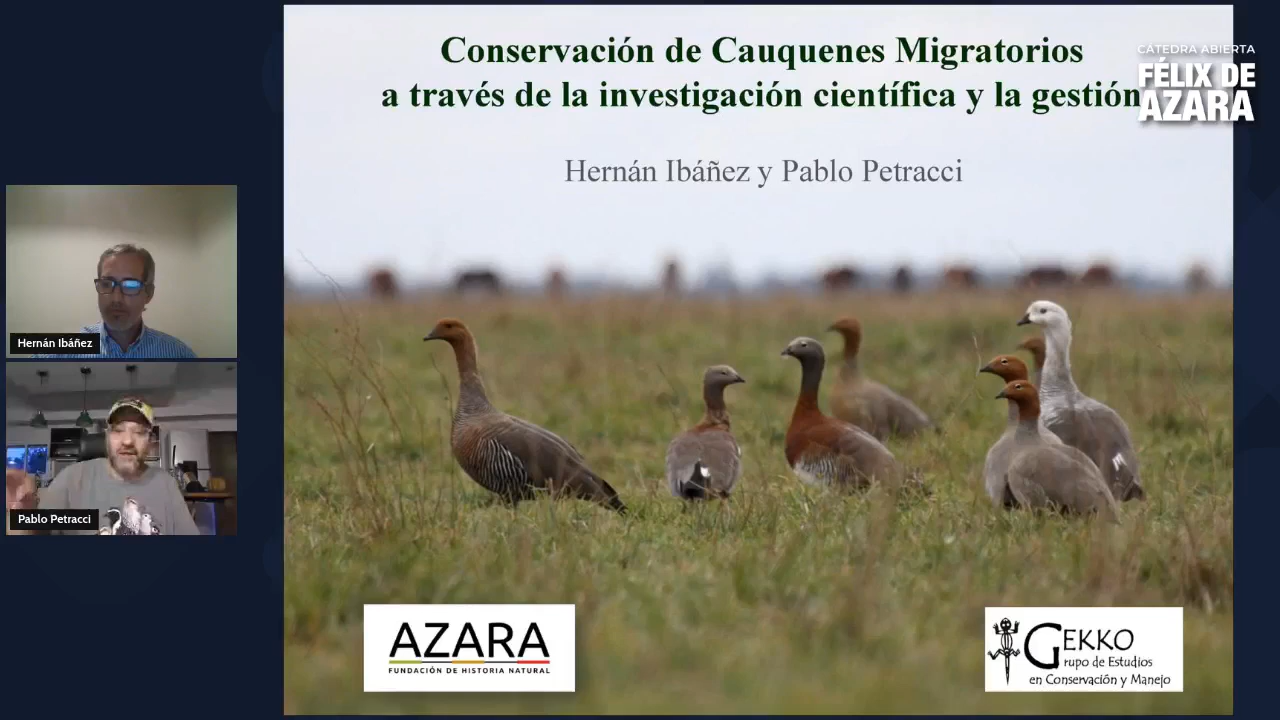 Conservación de Cauquenes Migratorios
a través de la investigación científica y la gestión
CÁTEDRA ABIERTA
FÉLIX DE
AZARA
Hernán Ibáñez y Pablo Petracci
Hernán Ibáñez
Pablo Petracci
AZARA
FUNDACIÓN DE HISTORIA NATURAL
GEKKO
Grupo de Estudios
en Conservación y Manejo